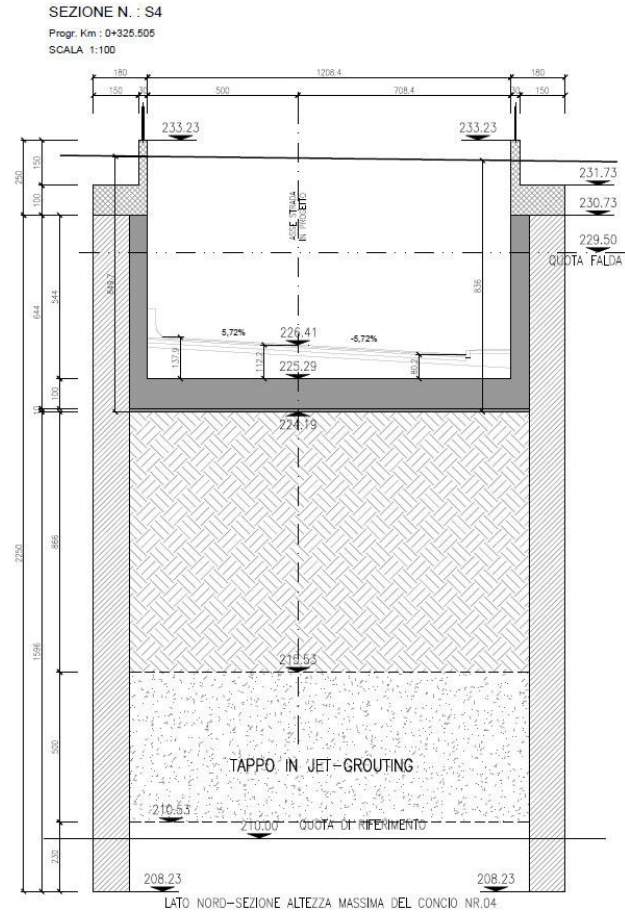 SEZIONE N. : S4
Progr. Km : 0+325.505
SCALA 1:100
180 1208.4 180
150 30 500 708.4 30 150
233.23 233.23
250 150 100
231.73
230.73
229.50
QUOTA FALDA
ASSE STRADA
IN PROGETTO
849.7 836
644 544
5,72% 226.41 -5,72%
137.9 112.2 80.2
225.29
100
10
224.19
2250 1596 866
215.53
500
TAPPO IN JET-GROUTING
210.53
210.00 QUOTA DI RIFERIMENTO
230
208.23 208.23
LATO NORD-SEZIONE ALTEZZA MASSIMA DEL CONCIO NR.04